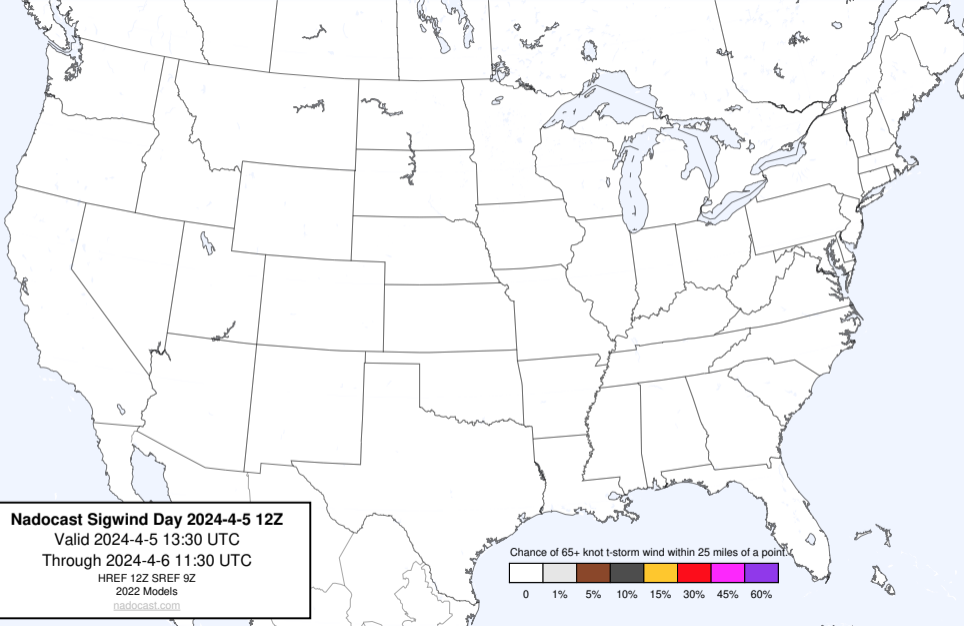 Nadocast Sigwind Day 2024-4-5 12Z
Valid 2024-4-5 13:30 UTC
Through 2024-4-6 11:30 UTC
HREF 12Z SREF 9Z
2022 Models
nadocast.com
Chance of 65+ knot t-storm wind within 25 miles of a point.
0 1% 5% 10% 15% 30% 45% 60%